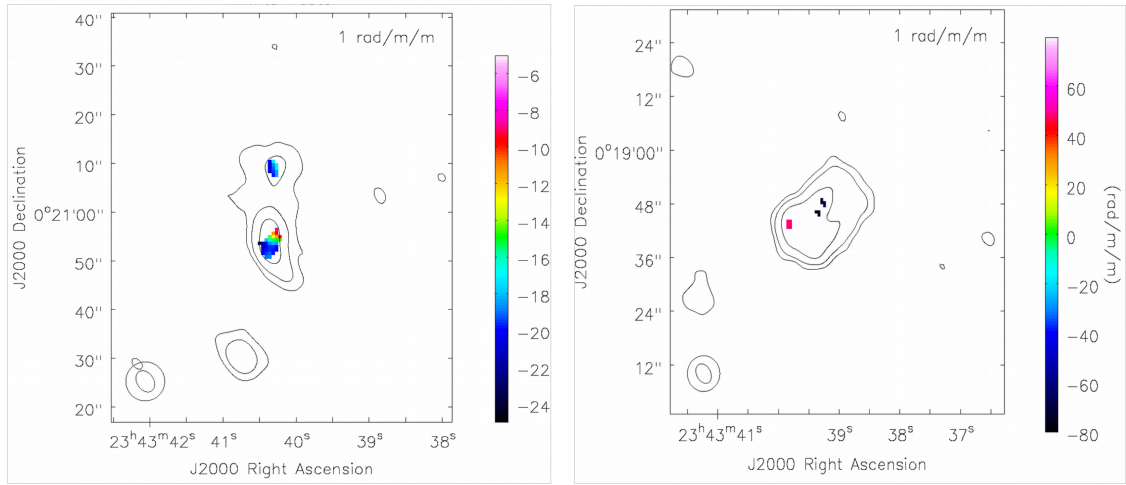 1 rad/m/m
40''
30''
20''
10''
0°21'00''
50''
40''
30''
20''
J2000 Declination
23ʰ43ᵐ42ˢ
41ˢ
40ˢ
39ˢ
38ˢ
J2000 Right Ascension
−6
−8
−10
−12
−14
−16
−18
−20
−22
−24
1 rad/m/m
24''
12''
0°19'00''
48''
36''
24''
12''
J2000 Declination
23ʰ43ᵐ41ˢ
39ˢ
37ˢ
J2000 Right Ascension
60
40
20
0
−20
−40
−60
−80
(rad/m/m)